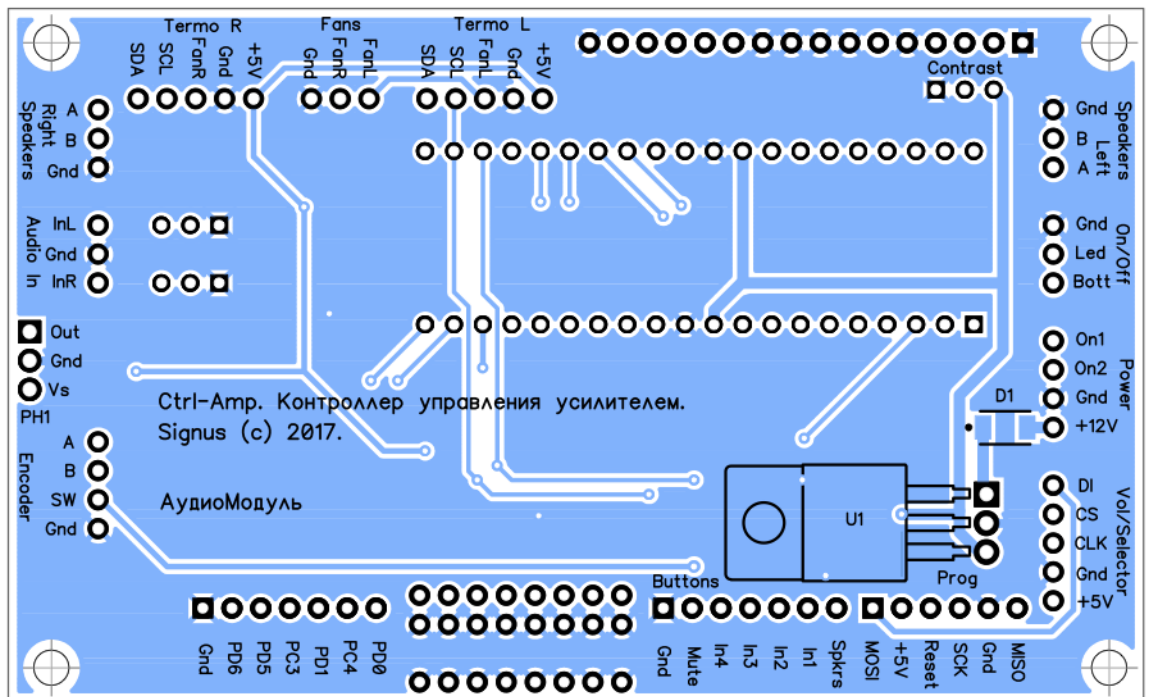 Termo R
Fans
Termo L
SDA
SCL
FanR
Gnd
+5V
Gnd
FanR
FanL
SDA
SCL
FanL
Gnd
+5V
Contrast
Right
Speakers
A
B
Gnd
Gnd
B
A
Speakers
Left
Audio In
InL
Gnd
InR
Gnd
Led
Bott
On/Off
Out
Gnd
Vs
PH1
On1
On2
Gnd
+12V
Power
D1
Ctrl-Amp. Контроллер управления усилителем.
Signus (c) 2017.
Encoder
A
B
SW
Gnd
АудиоМодуль
U1
DI
CS
CLK
Gnd
+5V
Vol/Selector
Buttons
Prog
Gnd
PD6
PD5
PC3
PD1
PC4
PD0
Gnd
Mute
In4
In3
In2
In1
Spkrs
MOSI
+5V
Reset
SCK
Gnd
MISO